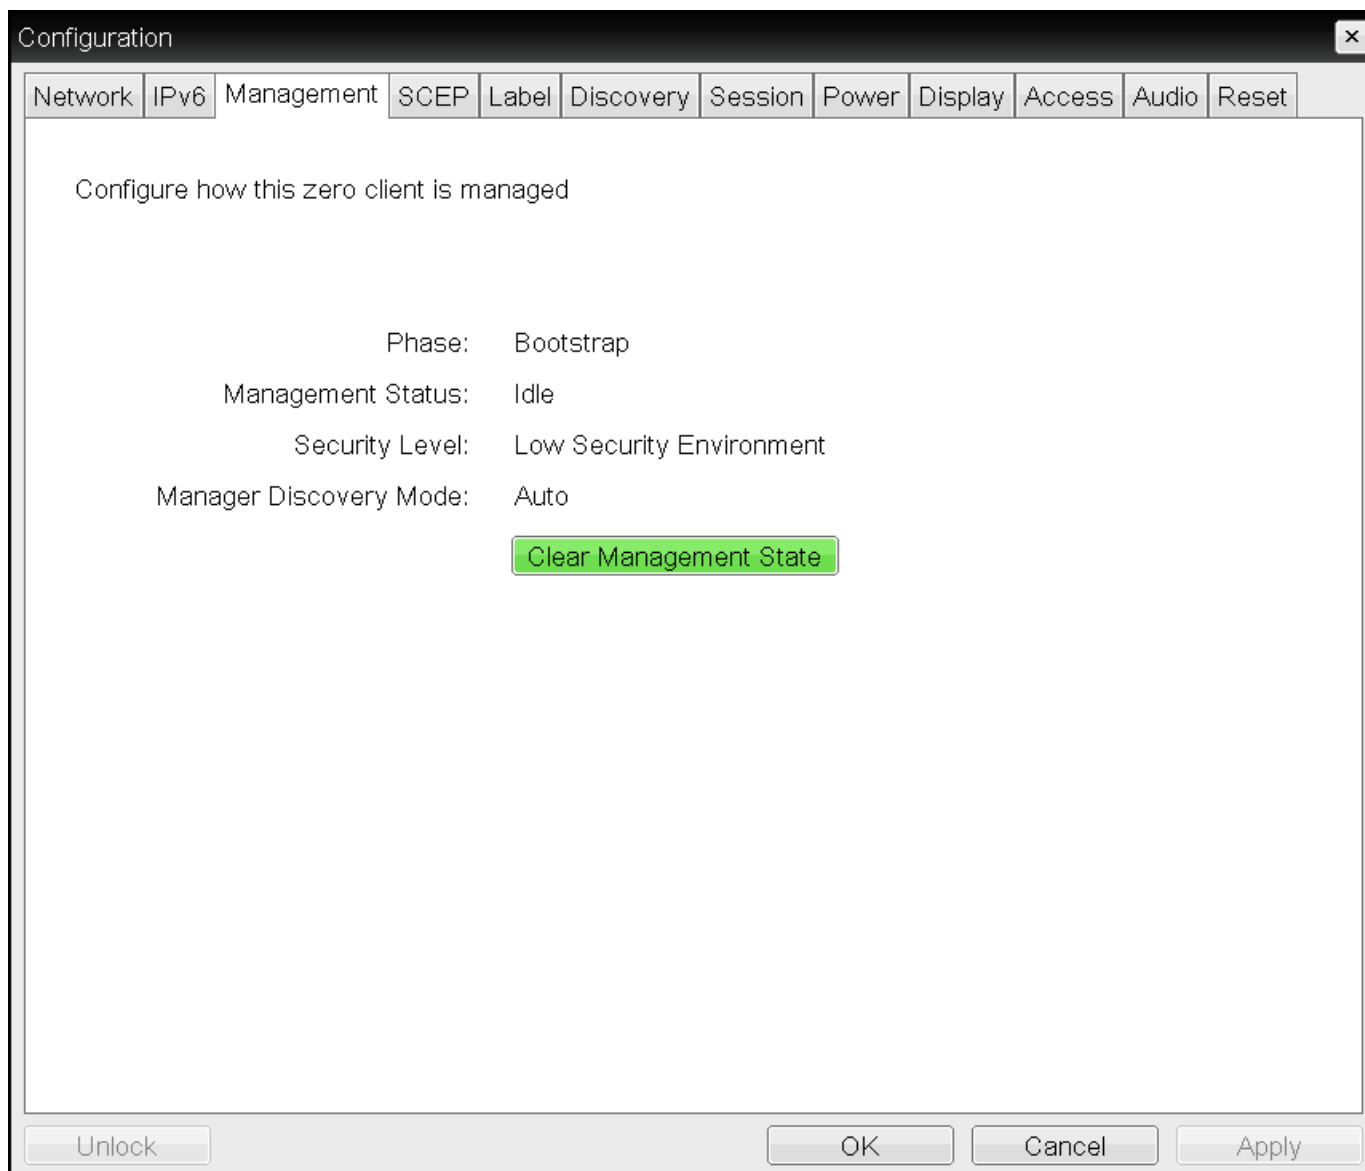 Configuration
Network IPv6 Management SCEP Label Discovery Session Power Display Access Audio Reset
Configure how this zero client is managed
Phase: Bootstrap
Management Status: Idle
Security Level: Low Security Environment
Manager Discovery Mode: Auto
Clear Management State
Unlock OK Cancel Apply